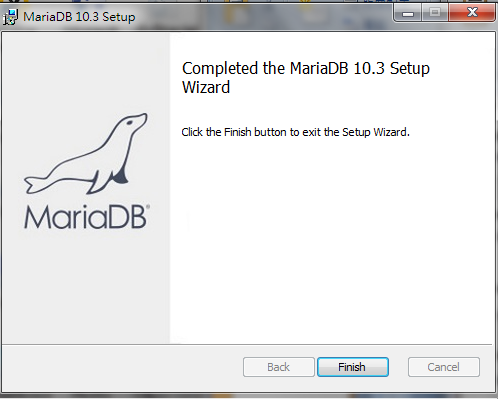 MariaDB 10.3 Setup
Completed the MariaDB 10.3 Setup
Wizard
Click the Finish button to exit the Setup Wizard.
MariaDB®
Back
Finish
Cancel